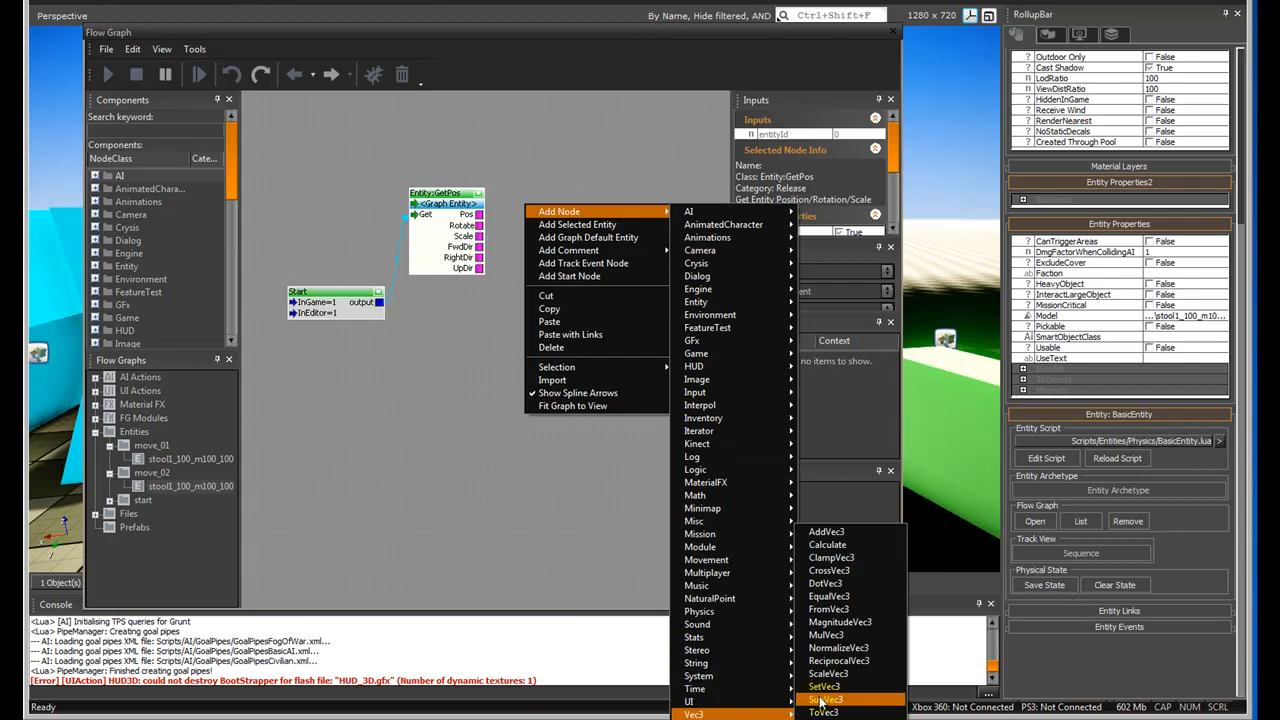 Perspective
By Name, Hide filtered, AND
Ctrl+Shift+F
1280 x 720
RollupBar
Flow Graph
File Edit View Tools
Components
Search keyword:
Components:
NodeClass Cate...
AI
AnimatedChara...
Animations
Camera
Crysis
Dialog
Engine
Entity
Environment
FeatureTest
GFx
Game
HUD
Image
Flow Graphs
AI Actions
UI Actions
Material FX
FG Modules
Entities
move_01
stool1_100_m100_100
move_02
stool1_100_m100_100
start
Files
Prefabs
Entity:GetPos
<Graph Entity>
Get Pos
Rotate
Scale
FwdDir
RightDir
UpDir
Start
InGame=1 output
InEditor=1
Add Node
Add Selected Entity
Add Graph Default Entity
Add Comment
Add Track Event Node
Add Start Node
Cut
Copy
Paste
Paste with Links
Delete
Selection
Import
Show Spline Arrows
Fit Graph to View
AI
AnimatedCharacter
Animations
Camera
Crysis
Dialog
Engine
Entity
Environment
FeatureTest
GFx
Game
HUD
Image
Input
Interpol
Inventory
Iterator
Kinect
Log
Logic
MaterialFX
Math
Minimap
Misc
Mission
Module
Movement
Multiplayer
Music
NaturalPoint
Physics
Sound
Stats
Stereo
String
System
Time
UI
Vec3
AddVec3
Calculate
ClampVec3
CrossVec3
DotVec3
EqualVec3
FromVec3
MagnitudeVec3
MulVec3
NormalizeVec3
ReciprocalVec3
ScaleVec3
SetVec3
SubVec3
ToVec3
Inputs
Inputs
entityId 0
Selected Node Info
Name:
Class: Entity:GetPos
Category: Release
Get Entity Position/Rotation/Scale
True
Context
no items to show.
Outdoor Only False
Cast Shadow True
LodRatio 100
ViewDistRatio 100
HiddenInGame False
Receive Wind False
RenderNearest False
NoStaticDecals False
Created Through Pool False
Material Layers
Entity Properties2
Entity Properties
CanTriggerAreas False
DmgFactorWhenCollidingAI 1
ExcludeCover False
Faction
HeavyObject False
InteractLargeObject False
MissionCritical False
Model ...\stool1_100_m10...
Pickable False
SmartObjectClass
Usable False
UseText
Entity: BasicEntity
Entity Script
Scripts/Entities/Physics/BasicEntity.lua >
Edit Script Reload Script
Entity Archetype
Entity Archetype
Flow Graph
Open List Remove
Track View
Sequence
Physical State
Save State Clear State
Entity Links
Entity Events
1 Object(s)
Console
<Lua> [AI] Initialising TPS queries for Grunt
<Lua> PipeManager: Creating goal pipes
--- AI: Loading goal pipes XML file: Scripts/AI/GoalPipes/GoalPipesFogOfWar.xml...
--- AI: Loading goal pipes XML file: Scripts/AI/GoalPipes/GoalPipesBasicAI.xml...
--- AI: Loading goal pipes XML file: Scripts/AI/GoalPipes/GoalPipesCivilian.xml...
<Lua> PipeManager: Finished creating goal pipes!
[Error] [UIAction] HUD3D: could not destroy BootStrapper for flash file: "HUD_3D.gfx" (Number of dynamic textures: 1)
Ready
Xbox 360: Not Connected PS3: Not Connected 602M CAP NUM SCRL